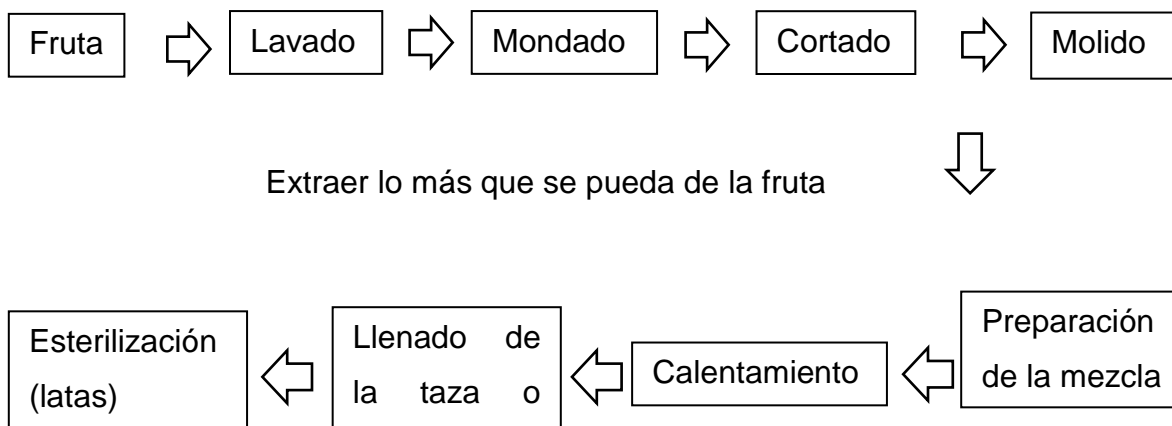 Fruta
Lavado
Mondado
Cortado
Molido
Extraer lo más que se pueda de la fruta
Preparación
de la mezcla
Calentamiento
Llenado de
la taza o
Esterilización
(latas)